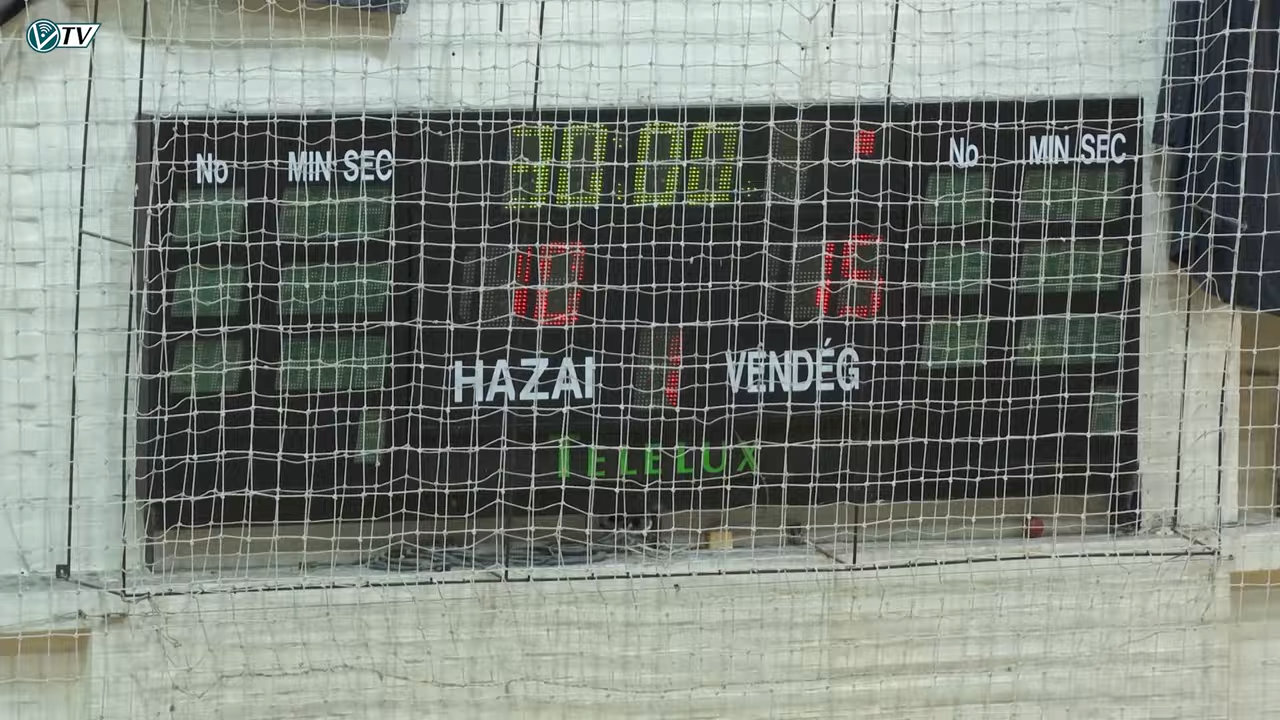 TV
No MIN SEC
30:00
No MIN SEC
10
15
HAZAI
1
VENDÉG
TELELUX